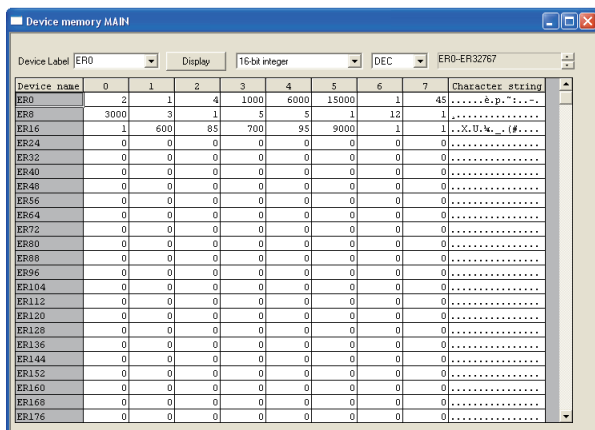 Device memory MAIN
Device Label ER0 Display 16-bit integer DEC ER0-ER32767
Device name 0 1 2 3 4 5 6 7 Character string
ER0 2 1 4 1000 6000 15000 1 45 ......è.p.˜:..-.
ER8 3000 3 1 5 5 1 12 1 ¸...............
ER16 1 600 85 700 95 9000 1 1 ..X.U.¼._.(#....
ER24 0 0 0 0 0 0 0 0 ................
ER32 0 0 0 0 0 0 0 0 ................
ER40 0 0 0 0 0 0 0 0 ................
ER48 0 0 0 0 0 0 0 0 ................
ER56 0 0 0 0 0 0 0 0 ................
ER64 0 0 0 0 0 0 0 0 ................
ER72 0 0 0 0 0 0 0 0 ................
ER80 0 0 0 0 0 0 0 0 ................
ER88 0 0 0 0 0 0 0 0 ................
ER96 0 0 0 0 0 0 0 0 ................
ER104 0 0 0 0 0 0 0 0 ................
ER112 0 0 0 0 0 0 0 0 ................
ER120 0 0 0 0 0 0 0 0 ................
ER128 0 0 0 0 0 0 0 0 ................
ER136 0 0 0 0 0 0 0 0 ................
ER144 0 0 0 0 0 0 0 0 ................
ER152 0 0 0 0 0 0 0 0 ................
ER160 0 0 0 0 0 0 0 0 ................
ER168 0 0 0 0 0 0 0 0 ................
ER176 0 0 0 0 0 0 0 0 ................